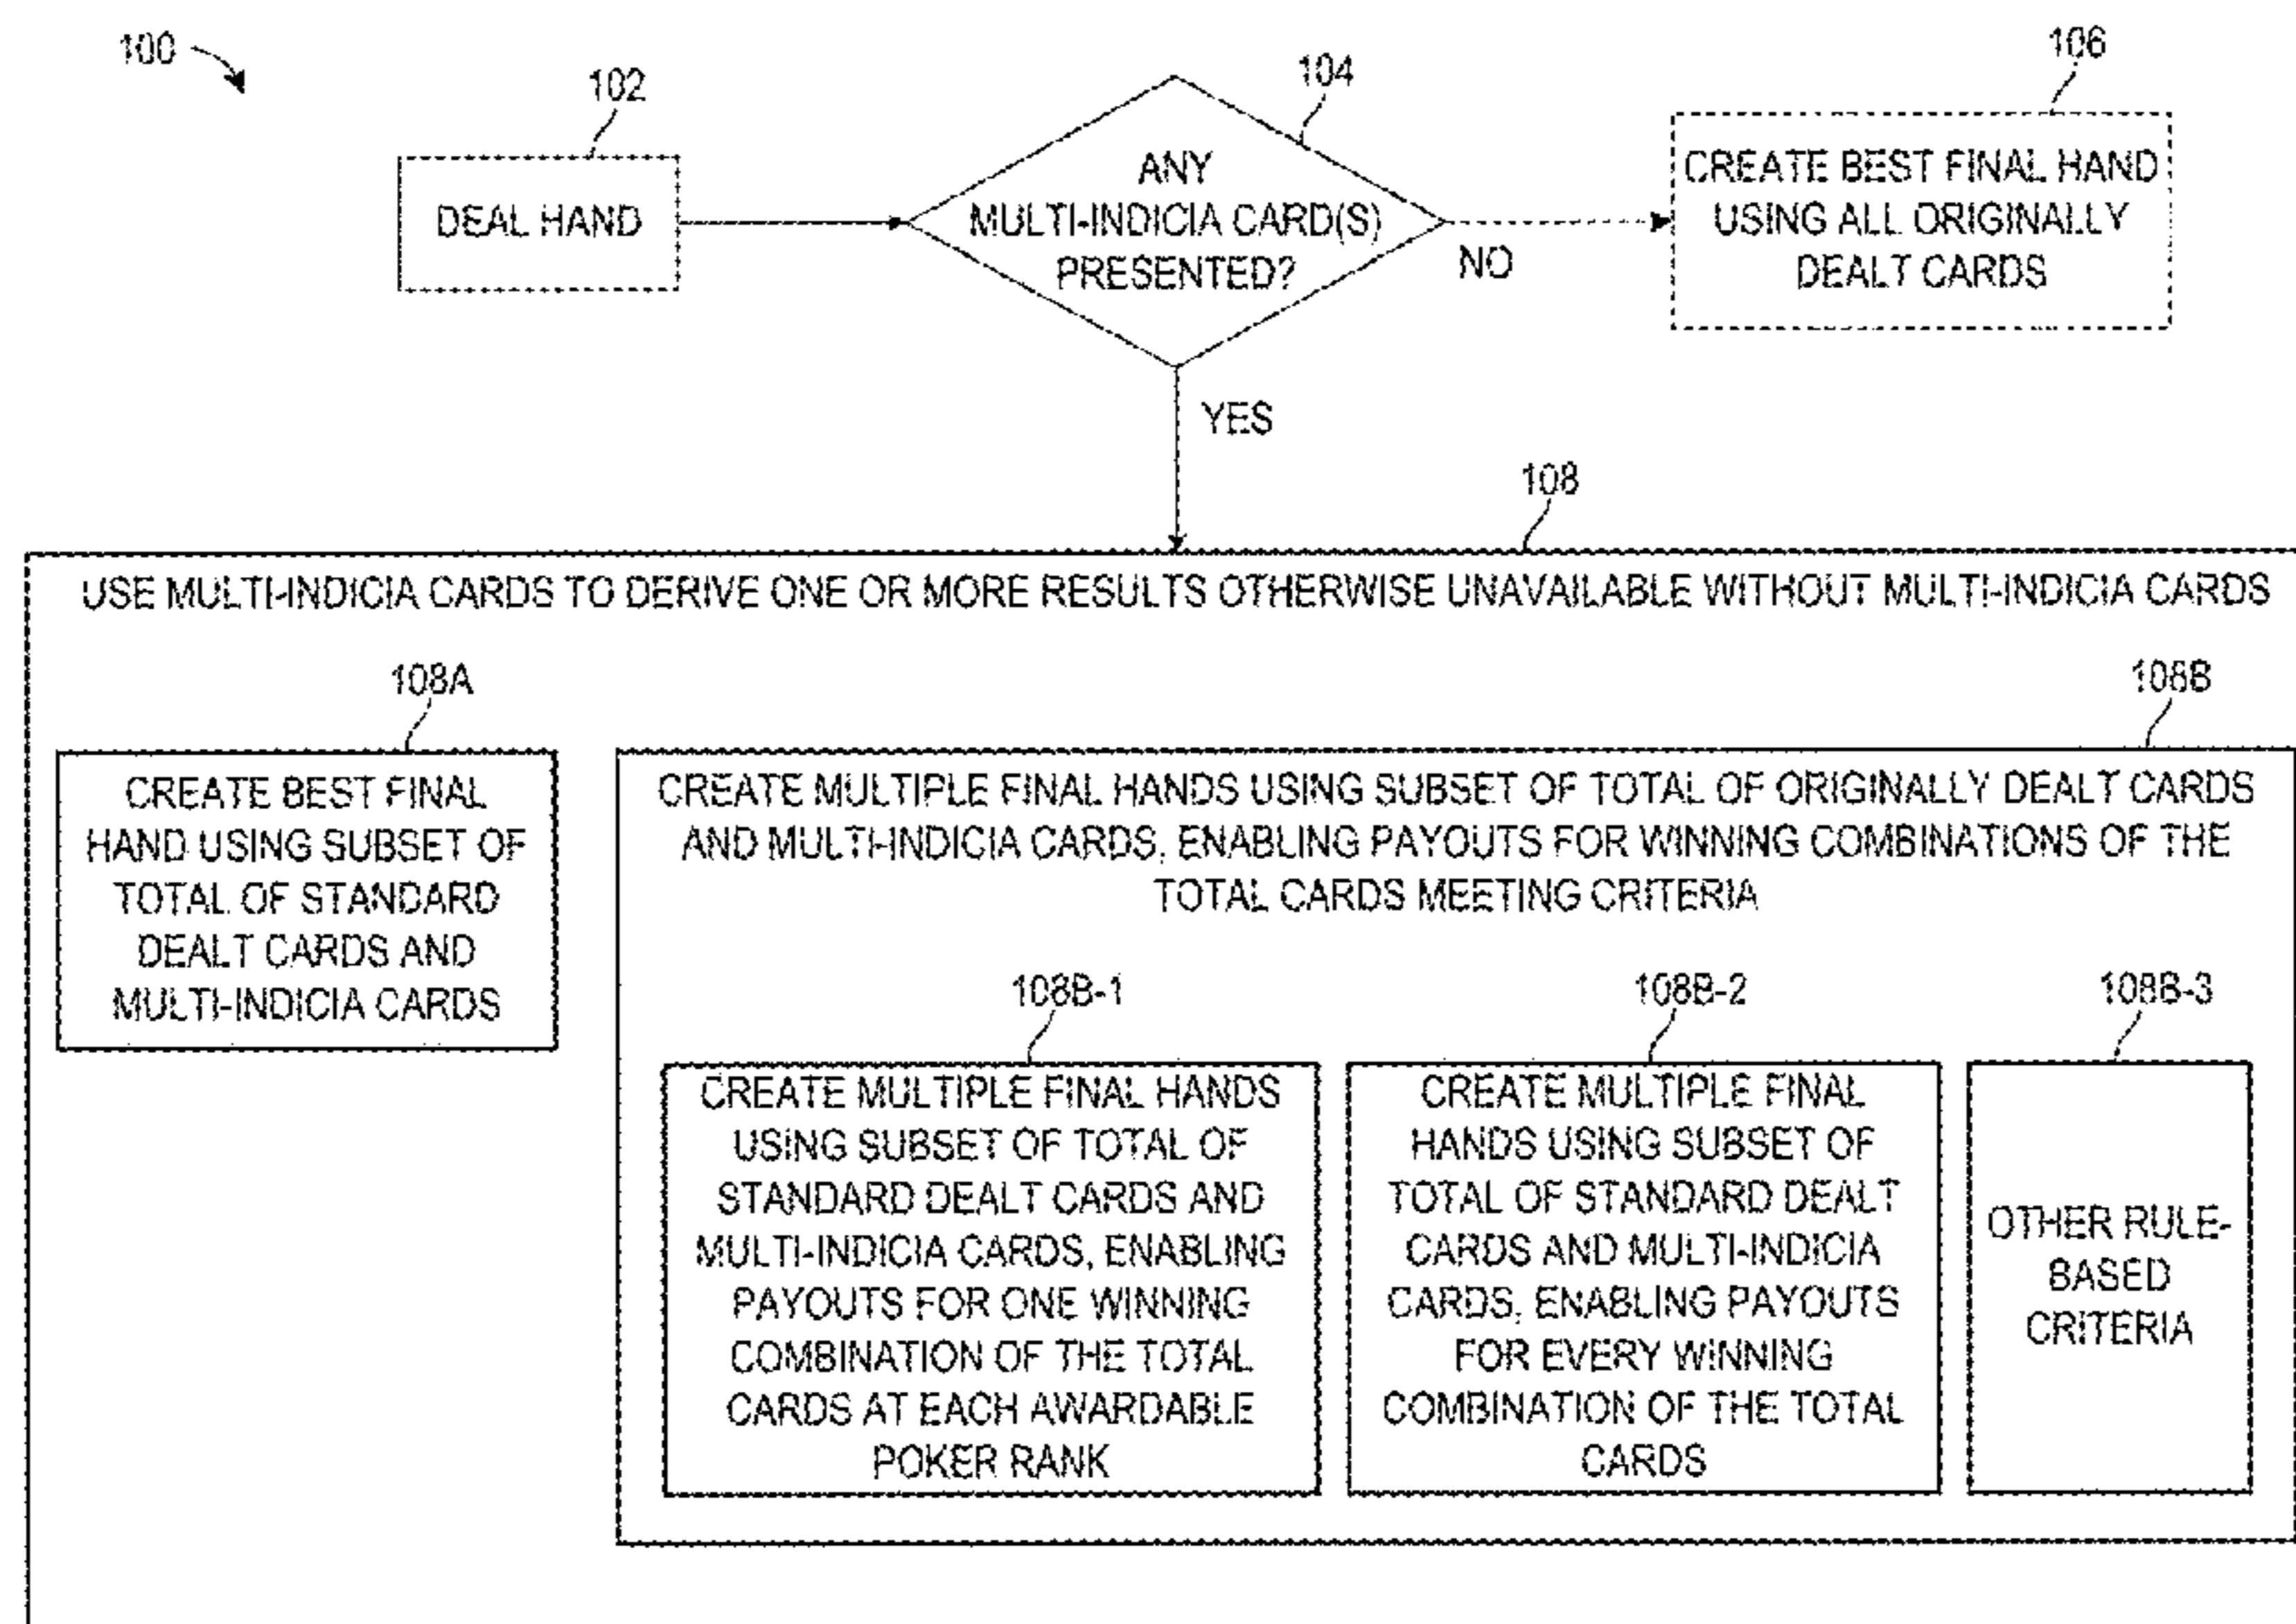 100
102
DEAL HAND
104
ANY
MULTI-INDICIA CARD(S)
PRESENTED?
NO
106
CREATE BEST FINAL HAND
USING ALL ORIGINALLY
DEALT CARDS
YES
108
USE MULTI-INDICIA CARDS TO DERIVE ONE OR MORE RESULTS OTHERWISE UNAVAILABLE WITHOUT MULTI-INDICIA CARDS
108A
CREATE BEST FINAL
HAND USING SUBSET OF
TOTAL OF STANDARD
DEALT CARDS AND
MULTI-INDICIA CARDS
108B
CREATE MULTIPLE FINAL HANDS USING SUBSET OF TOTAL OF ORIGINALLY DEALT CARDS
AND MULTI-INDICIA CARDS, ENABLING PAYOUTS FOR WINNING COMBINATIONS OF THE
TOTAL CARDS MEETING CRITERIA
108B-1
CREATE MULTIPLE FINAL HANDS
USING SUBSET OF TOTAL OF
STANDARD DEALT CARDS AND
MULTI-INDICIA CARDS, ENABLING
PAYOUTS FOR ONE WINNING
COMBINATION OF THE TOTAL
CARDS AT EACH AWARDABLE
POKER RANK
108B-2
CREATE MULTIPLE FINAL
HANDS USING SUBSET OF
TOTAL OF STANDARD DEALT
CARDS AND MULTI-INDICIA
CARDS, ENABLING PAYOUTS
FOR EVERY WINNING
COMBINATION OF THE TOTAL
CARDS
108B-3
OTHER RULE-
BASED
CRITERIA